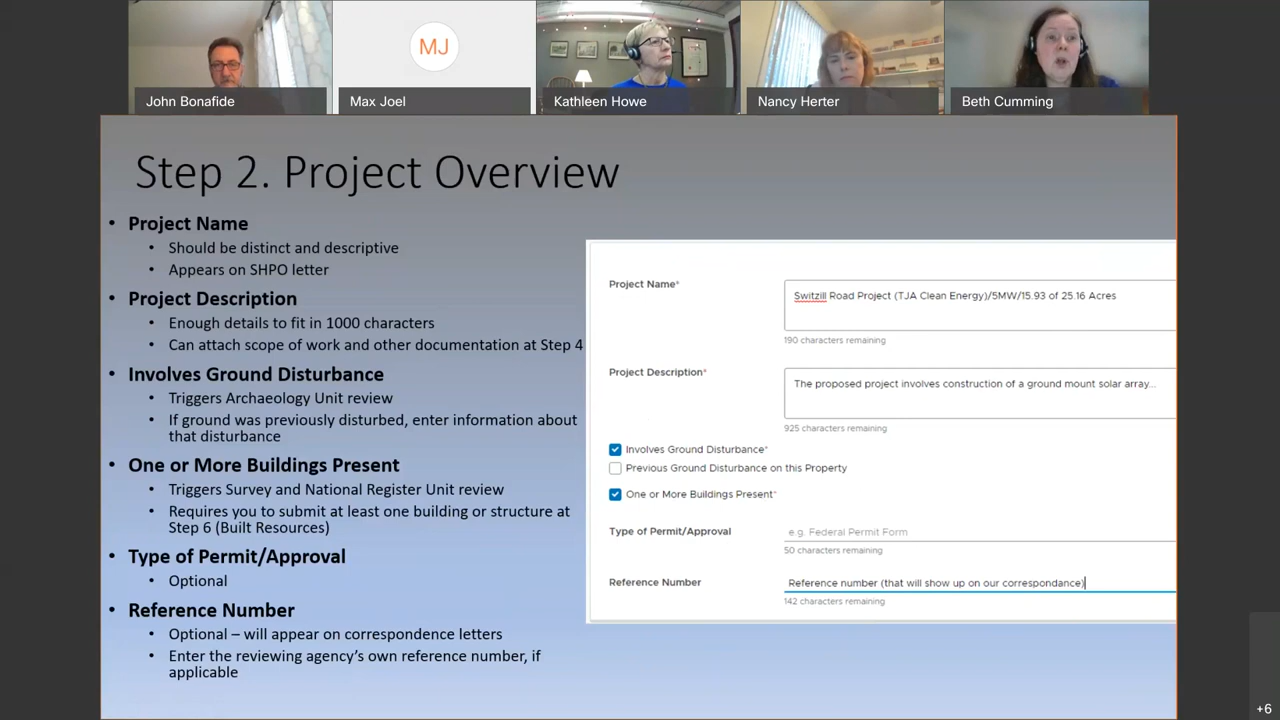 MJ
John Bonafide
Max Joel
Kathleen Howe
Nancy Herter
Beth Cumming
Step 2. Project Overview
• Project Name
• Should be distinct and descriptive
• Appears on SHPO letter
• Project Description
• Enough details to fit in 1000 characters
• Can attach scope of work and other documentation at Step 4
• Involves Ground Disturbance
• Triggers Archaeology Unit review
• If ground was previously disturbed, enter information about
that disturbance
• One or More Buildings Present
• Triggers Survey and National Register Unit review
• Requires you to submit at least one building or structure at
Step 6 (Built Resources)
• Type of Permit/Approval
• Optional
• Reference Number
• Optional – will appear on correspondence letters
• Enter the reviewing agency's own reference number, if
applicable
Project Name*
Switzill Road Project (TJA Clean Energy)/5MW/15.93 of 25.16 Acres
190 characters remaining
Project Description*
The proposed project involves construction of a ground mount solar array...
925 characters remaining
Involves Ground Disturbance*
Previous Ground Disturbance on this Property
One or More Buildings Present*
Type of Permit/Approval
e.g. Federal Permit Form
50 characters remaining
Reference Number
Reference number (that will show up on our correspondance)
142 characters remaining
+6